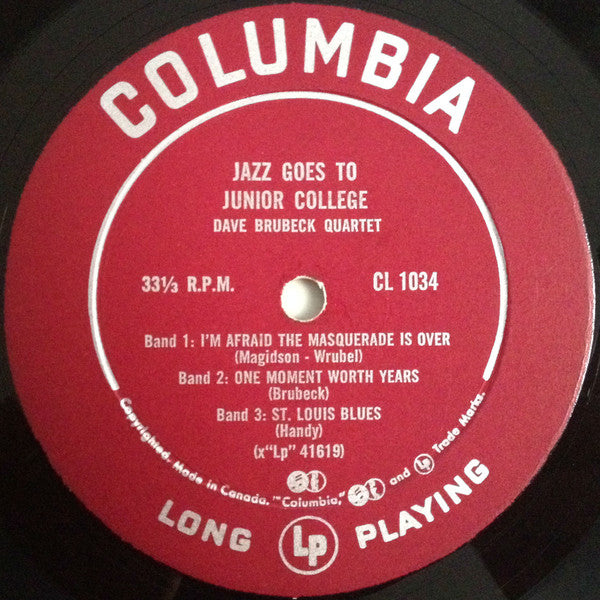 COLUMBIA
JAZZ GOES TO
JUNIOR COLLEGE
DAVE BRUBECK QUARTET
33⅓ R.P.M.
CL 1034
Band 1: I'M AFRAID THE MASQUERADE IS OVER
(Magidson - Wrubel)
Band 2: ONE MOMENT WORTH YEARS
(Brubeck)
Band 3: ST. LOUIS BLUES
(Handy)
(x"Lp" 41619)
Copyrighted. Made in Canada. "Columbia," and Lp Trade Marks.
LONG Lp PLAYING